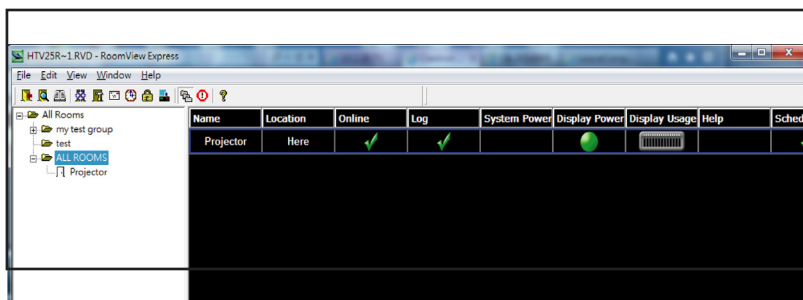 HTV25R~1.RVD - RoomView Express
File Edit View Window Help
All Rooms
my test group
test
ALL ROOMS
Projector
Name Location Online Log System Power Display Power Display Usage Help Sched
Projector Here